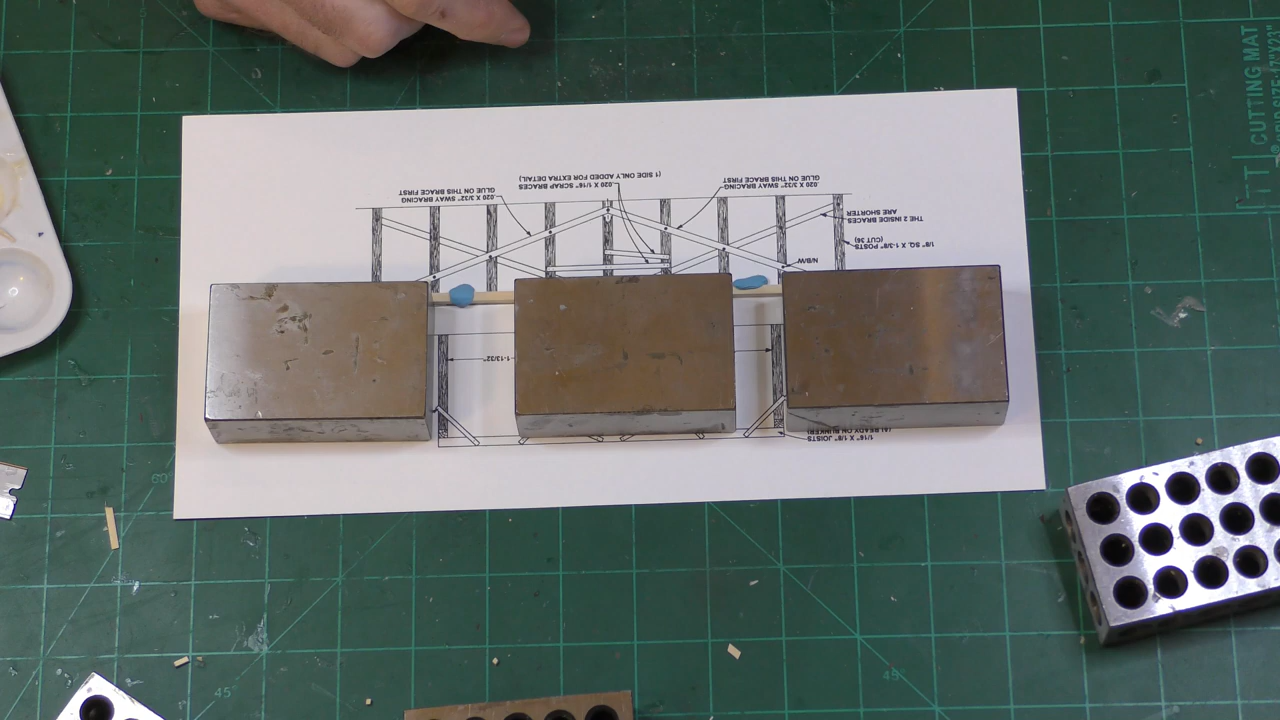 .020 X 3/32" SWAY BRACING
GLUE ON THIS BRACE FIRST
.020 X 1/16" SCRAP BRACES
(1 SIDE ONLY ADDED FOR EXTRA DETAIL)
.020 X 3/32" SWAY BRACING
GLUE ON THIS BRACE FIRST
THE 2 INSIDE BRACES
ARE SHORTER
1/8" SQ. X 1-3/8" POSTS
(CUT 36)
N/B/W
1-13/32"
1/16" X 1/8" JOISTS
CUTTING MAT
60°
45°
45